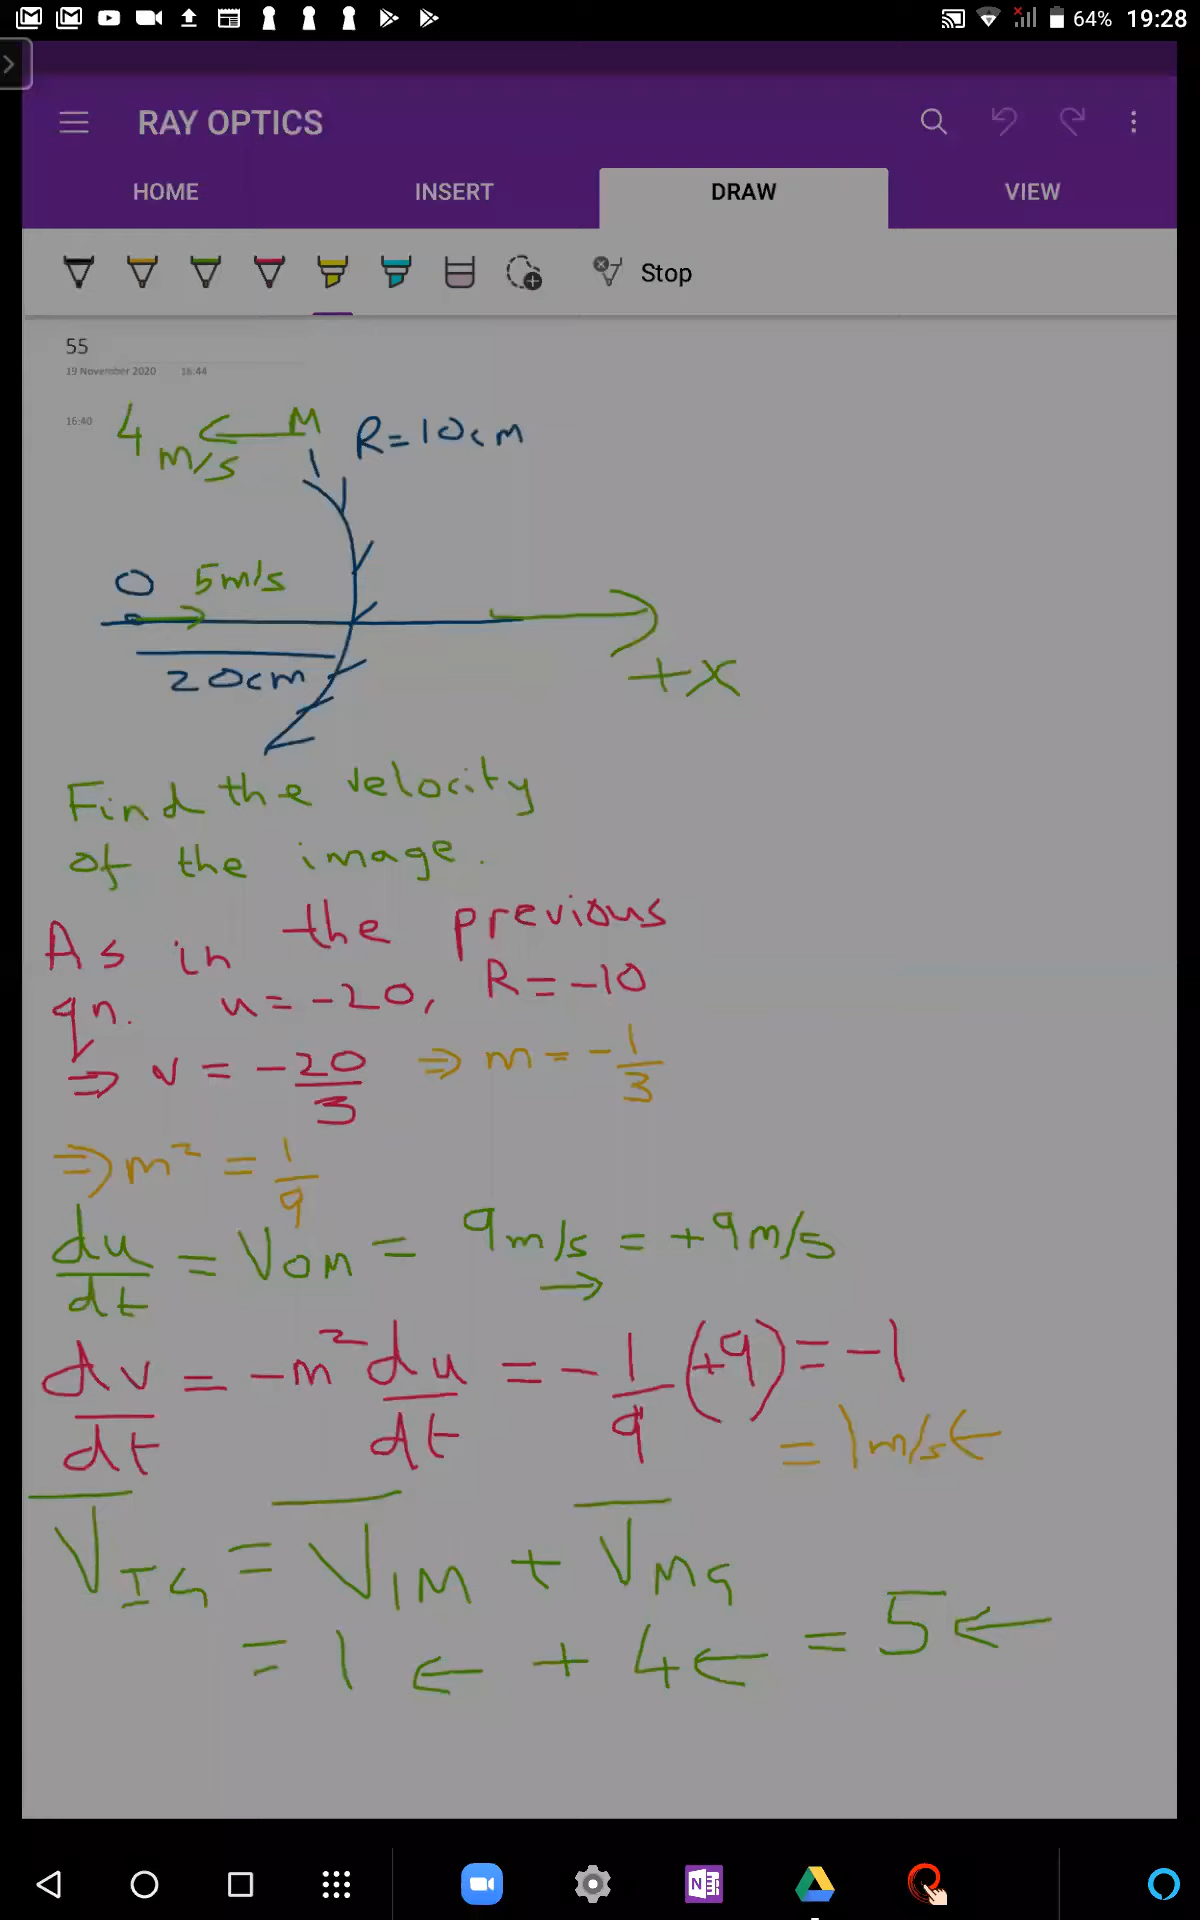 64% 19:28
RAY OPTICS
HOME INSERT DRAW VIEW
Stop
55
19 November 2020 16:44
16:40
4 m/s M R=10cm
O 5m/s
20cm
+x
Find the velocity
of the image.
As in the previous
qn. u=-20, R=-10
⇒ v = -20/3 ⇒ m = -1/3
⇒ m² = 1/9
du/dt = VOM = 9m/s → = +9m/s
dv/dt = -m² du/dt = -1/9 (+9) = -1
= 1m/s ←
VIG = VIM + VMG
= 1 ← + 4 ← = 5 ←